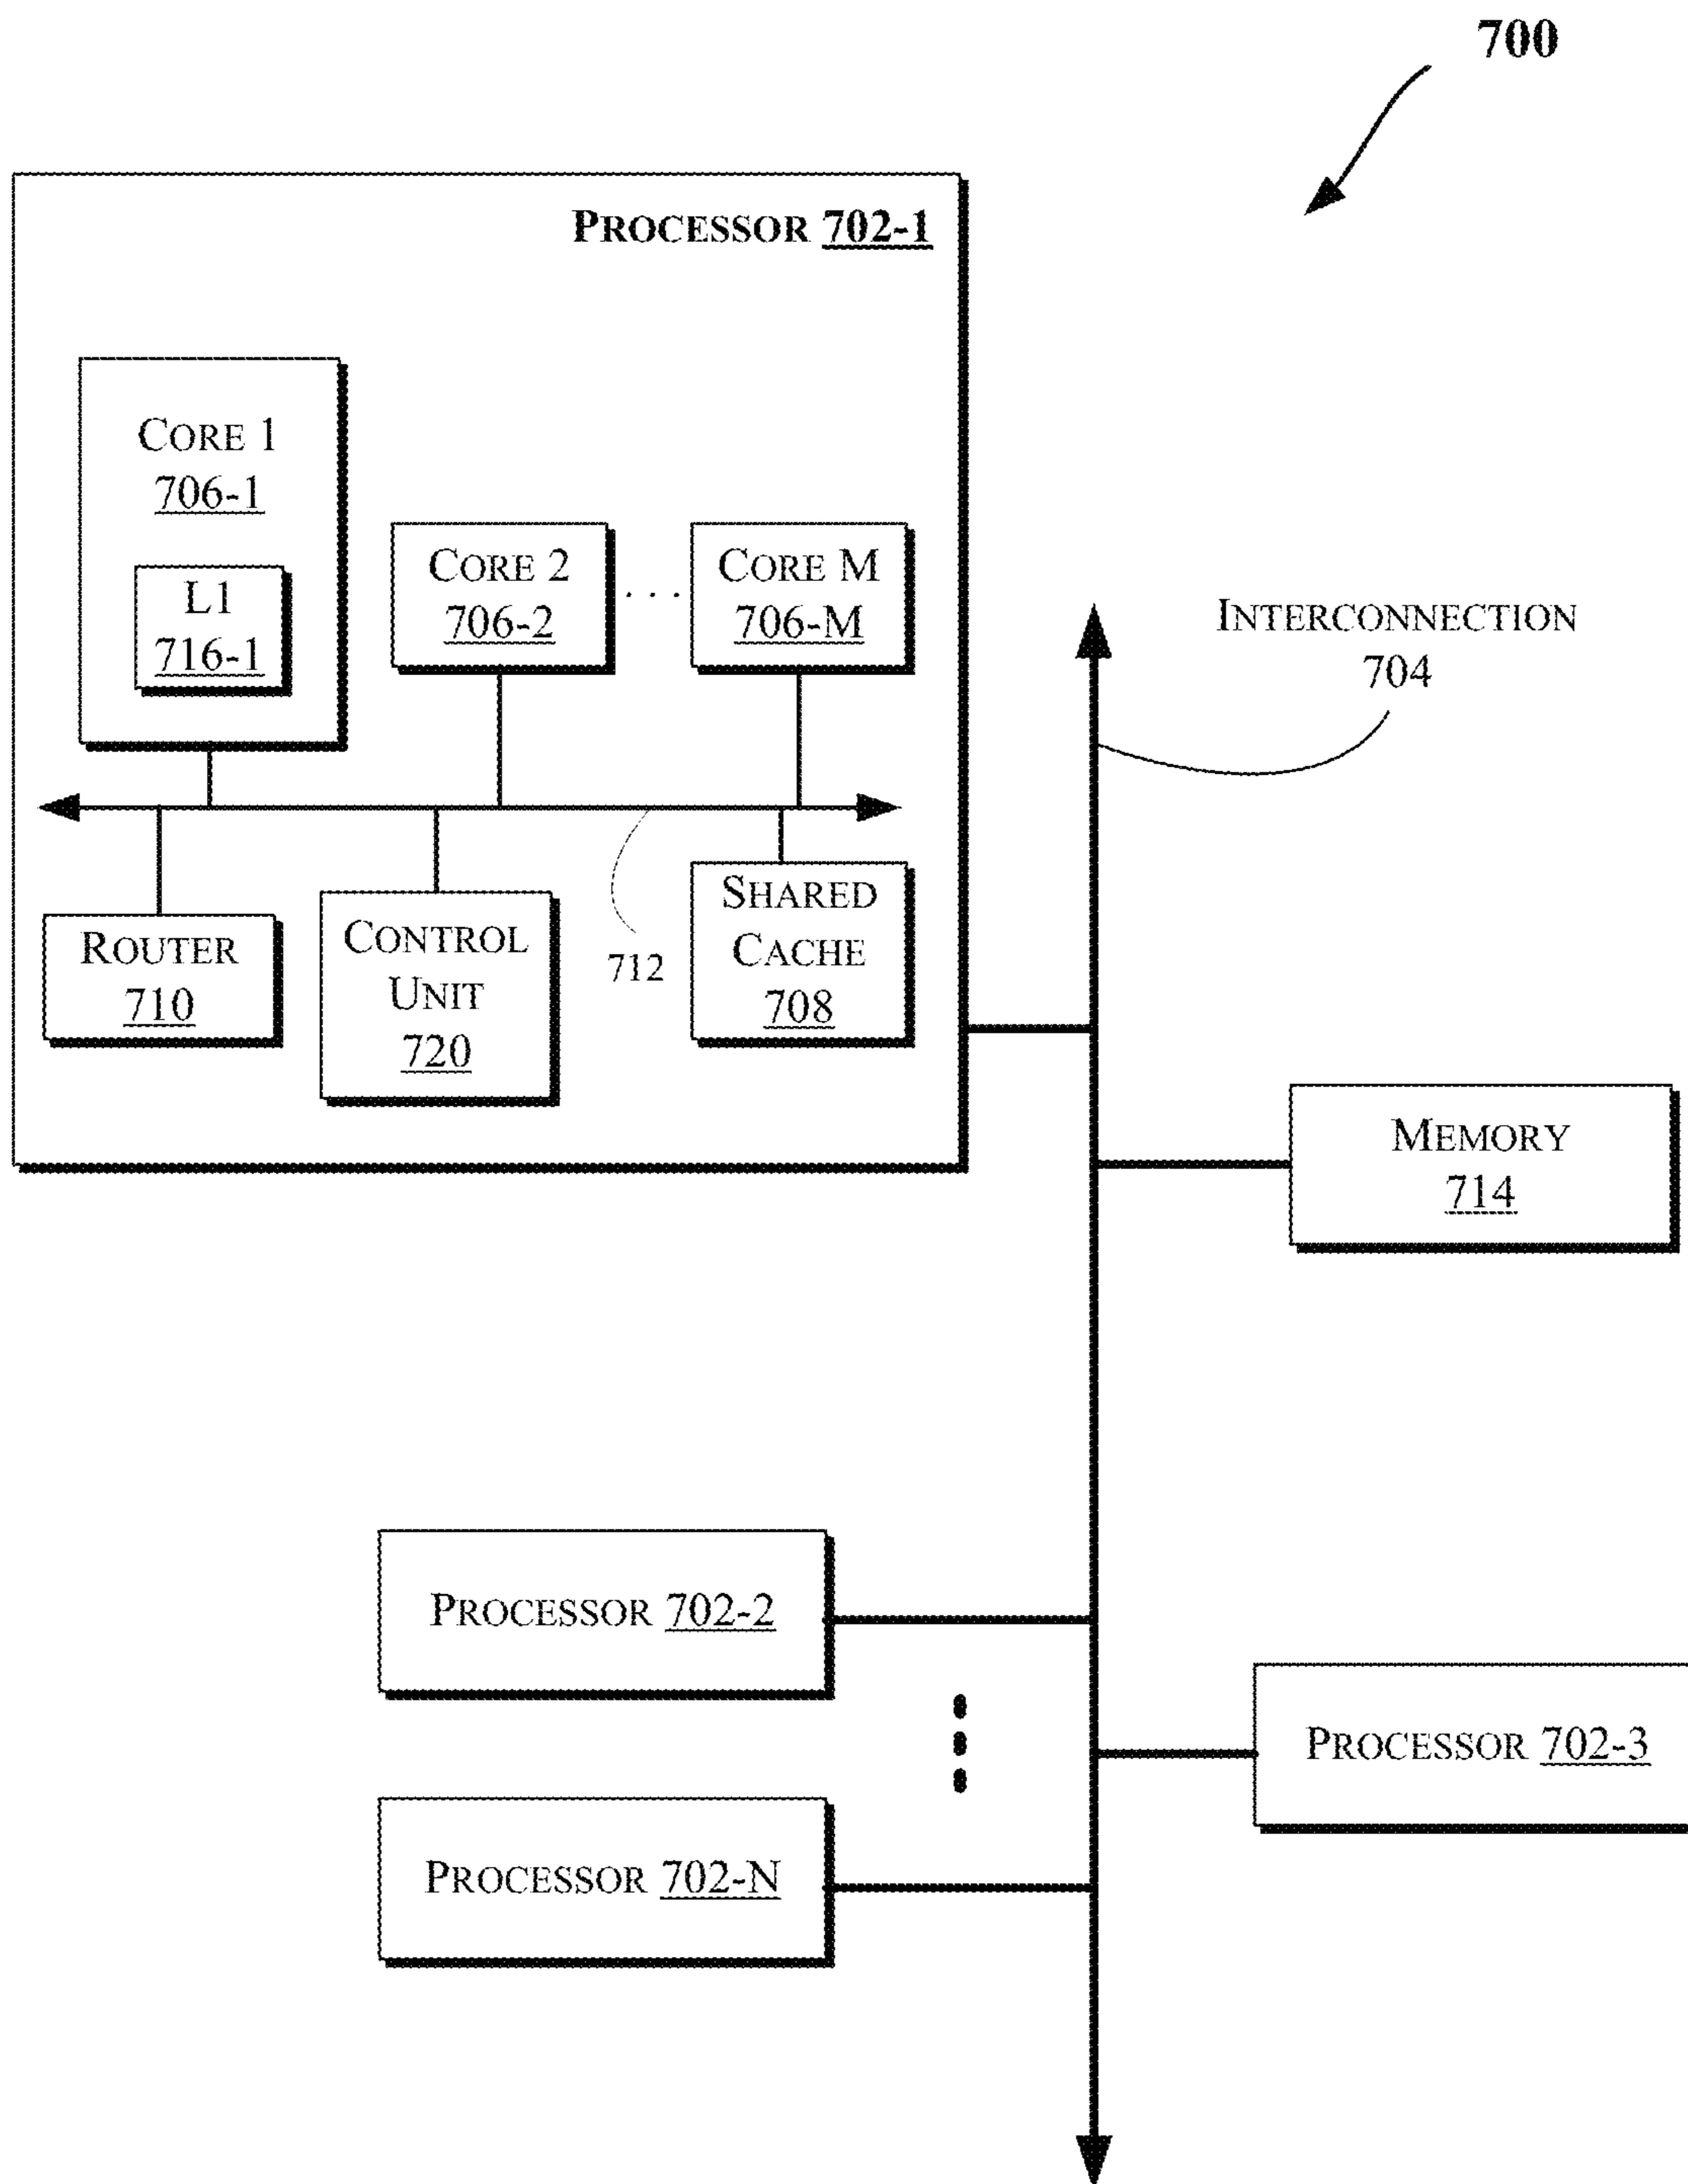 700
PROCESSOR 702-1
CORE 1
706-1
L1
716-1
CORE 2
706-2
. . .
CORE M
706-M
INTERCONNECTION
704
ROUTER
710
CONTROL
UNIT
720
712
SHARED
CACHE
708
MEMORY
714
PROCESSOR 702-2
PROCESSOR 702-3
PROCESSOR 702-N